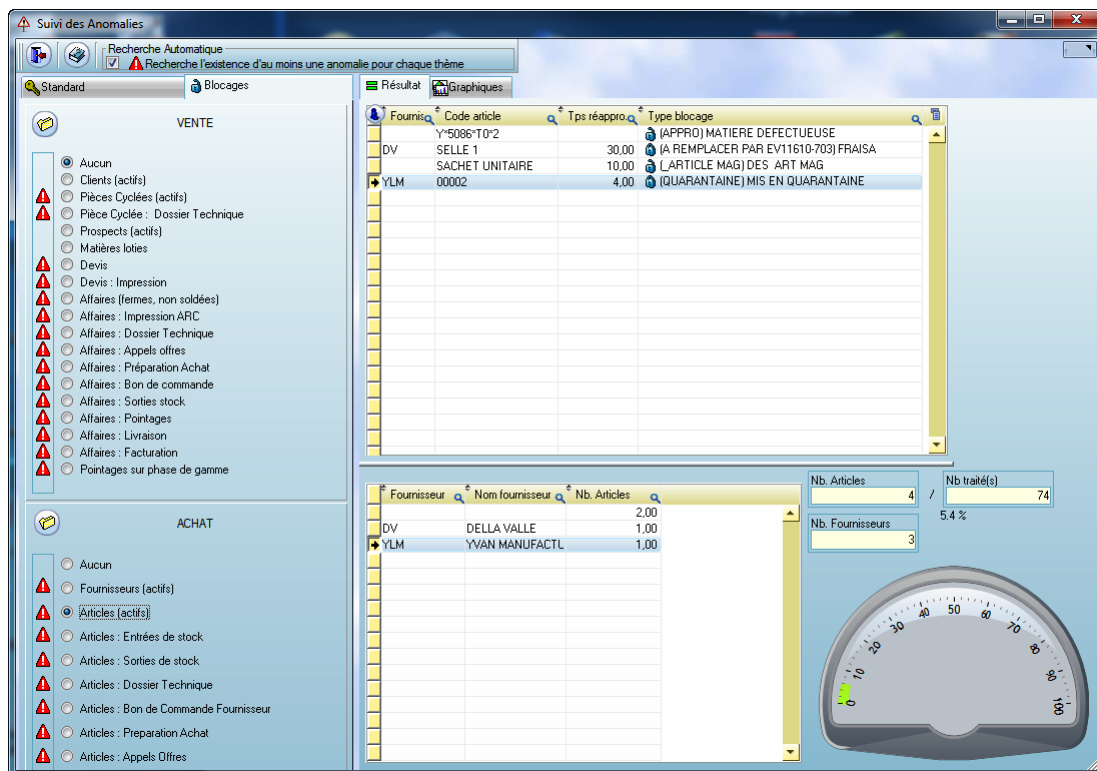 Suivi des Anomalies
Recherche Automatique
Recherche l'existence d'au moins une anomalie pour chaque thème
Standard
Blocages
VENTE
Aucun
Clients (actifs)
Pièces Cyclées (actifs)
Pièce Cyclée : Dossier Technique
Prospects (actifs)
Matières loties
Devis
Devis : Impression
Affaires (fermes, non soldées)
Affaires : Impression ARC
Affaires : Dossier Technique
Affaires : Appels offres
Affaires : Préparation Achat
Affaires : Bon de commande
Affaires : Sorties stock
Affaires : Pointages
Affaires : Livraison
Affaires : Facturation
Pointages sur phase de gamme
ACHAT
Aucun
Fournisseurs (actifs)
Articles (actifs)
Articles : Entrées de stock
Articles : Sorties de stock
Articles : Dossier Technique
Articles : Bon de Commande Fournisseur
Articles : Preparation Achat
Articles : Appels Offres
Résultat
Graphiques
Fournis Code article Tps réappro. Type blocage
Y*5086*T0*2 (APPRO) MATIERE DEFECTUEUSE
DV SELLE 1 30,00 (A REMPLACER PAR EV11610-703) FRAISA
SACHET UNITAIRE 10,00 (_ARTICLE MAG) DES ART MAG
YLM 00002 4,00 (QUARANTAINE) MIS EN QUARANTAINE
Fournisseur Nom fournisseur Nb. Articles
2,00
DV DELLA VALLE 1,00
YLM YVAN MANUFACTU 1,00
Nb. Articles
4
/
Nb traité(s)
74
5.4 %
Nb. Fournisseurs
3
0
10
20
30
40
50
60
70
80
90
100